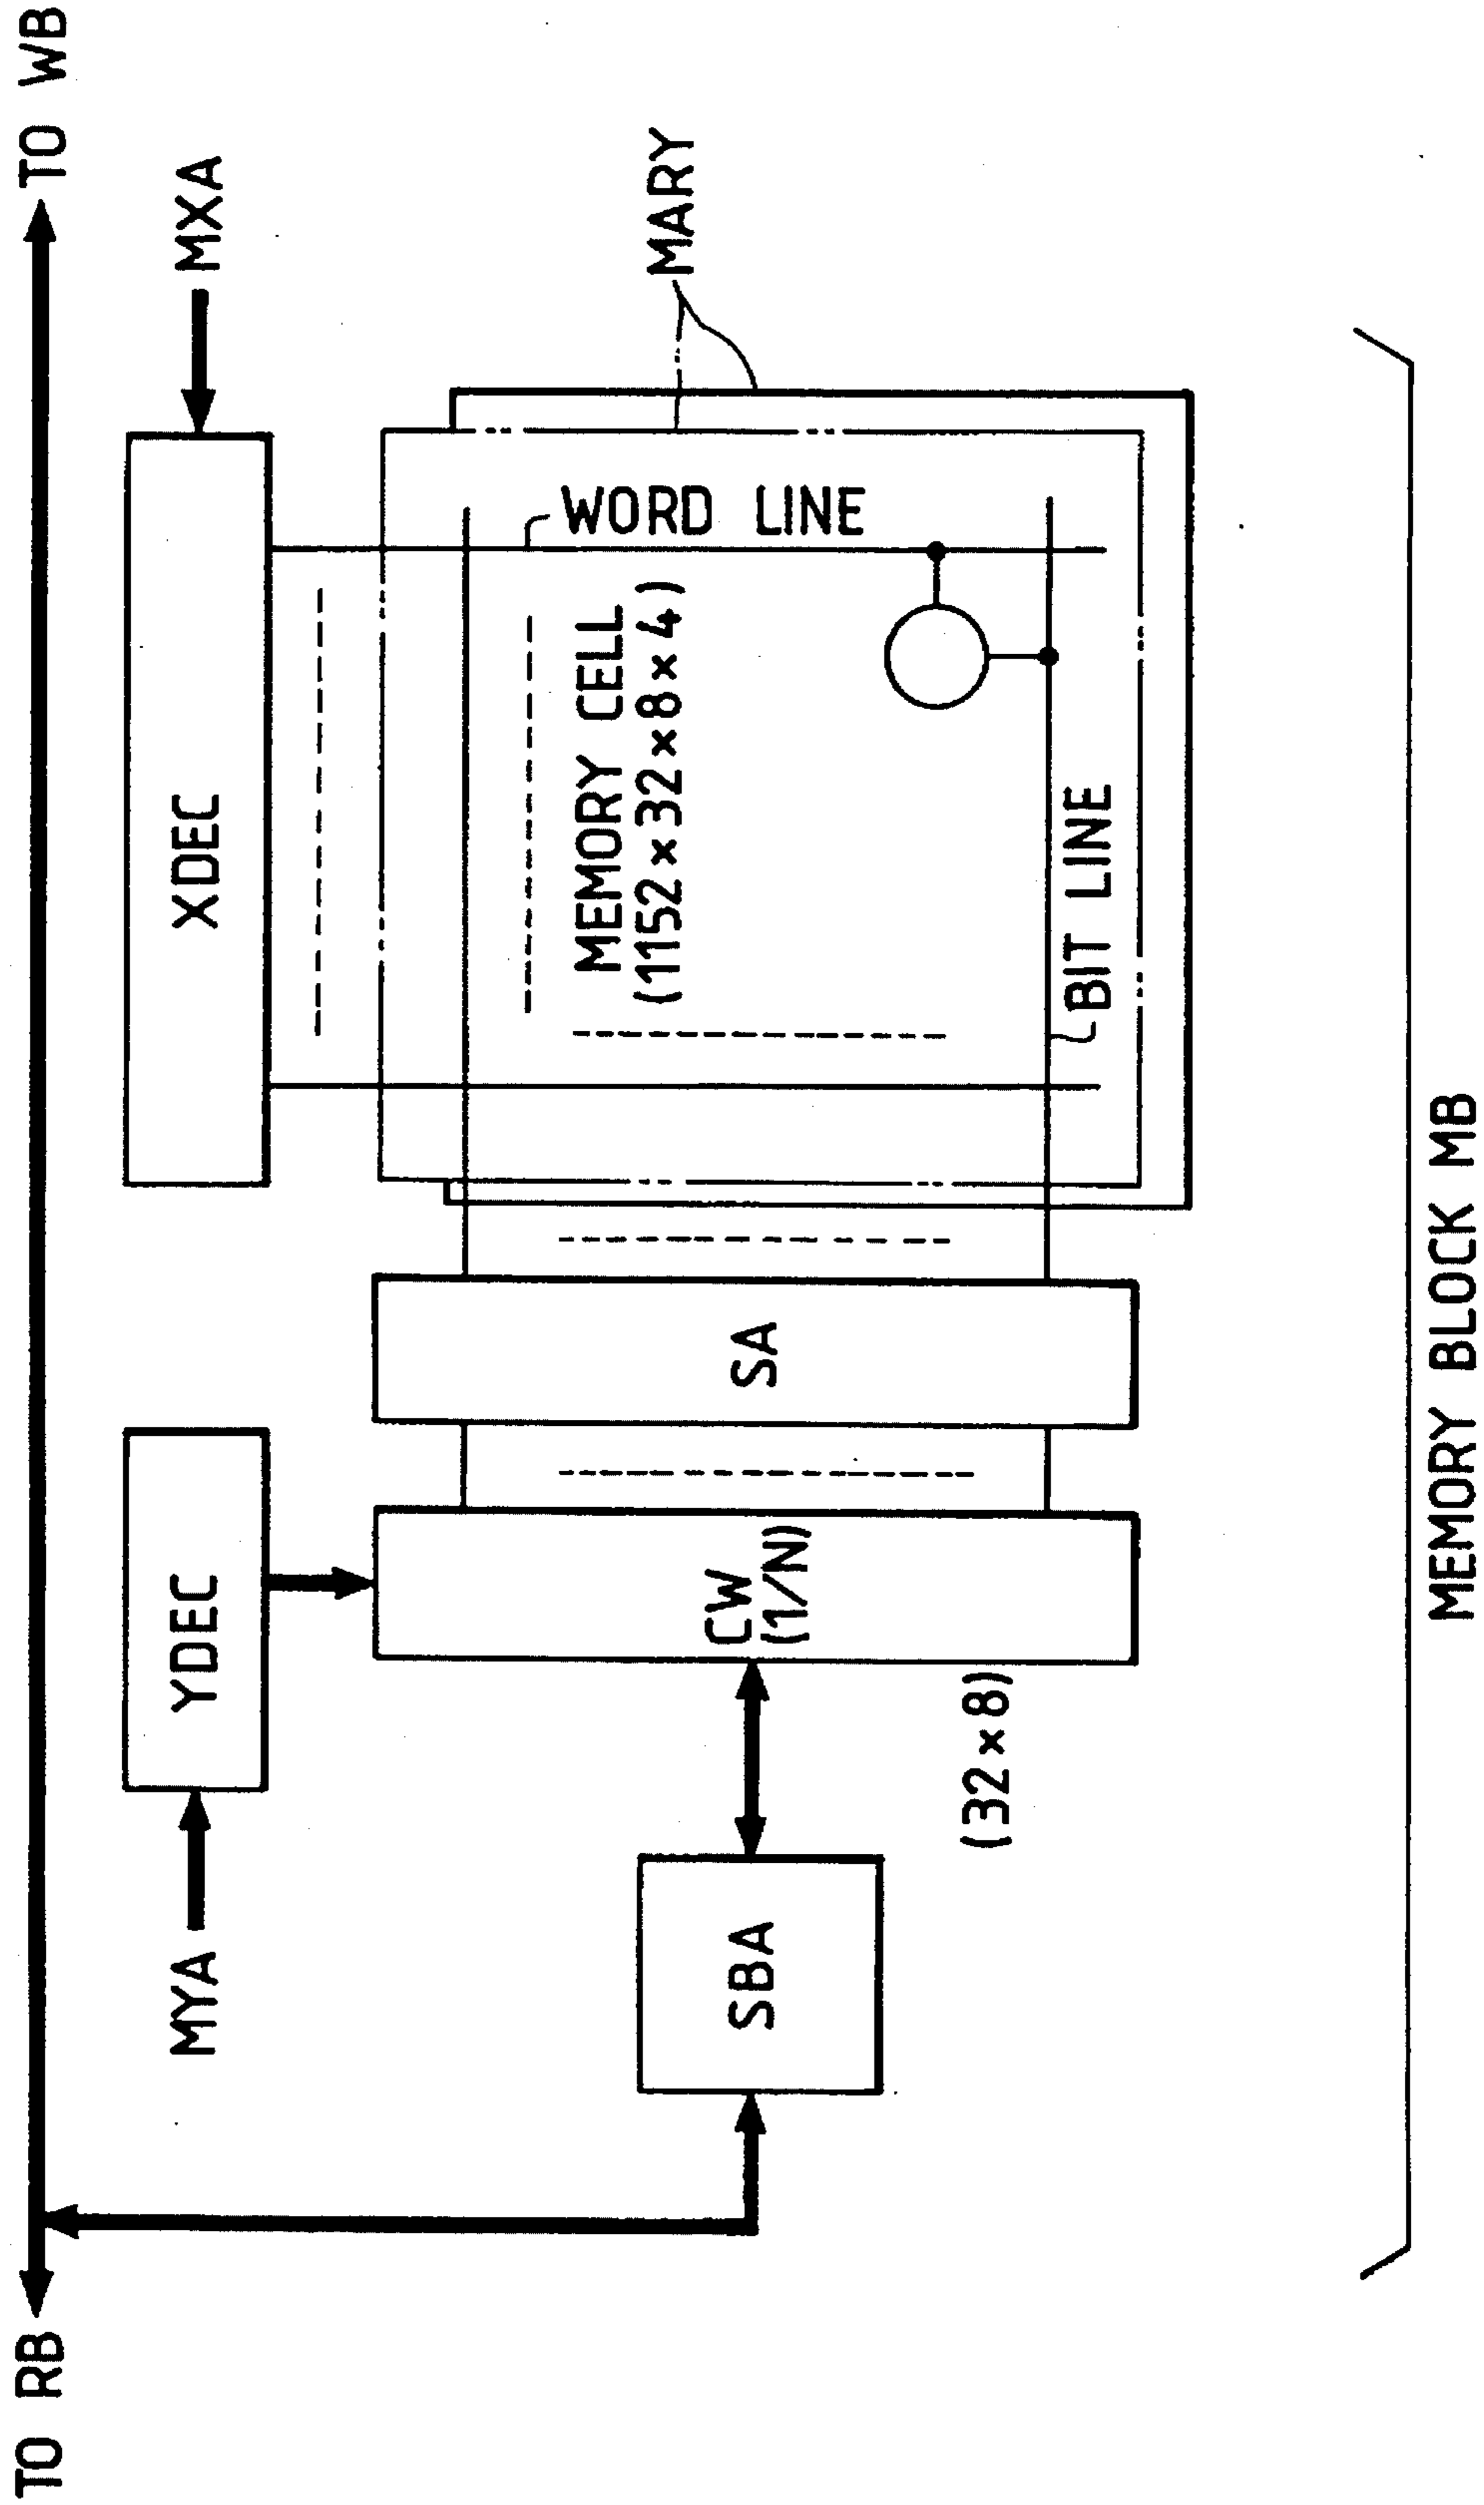 TO RB
TO WB
MYA
YDEC
XDEC
MXA
WORD LINE
MEMORY CELL
(1152×32×8×4)
MARY
SBA
CW
(1/N)
SA
(32×8)
BIT LINE
MEMORY BLOCK MB